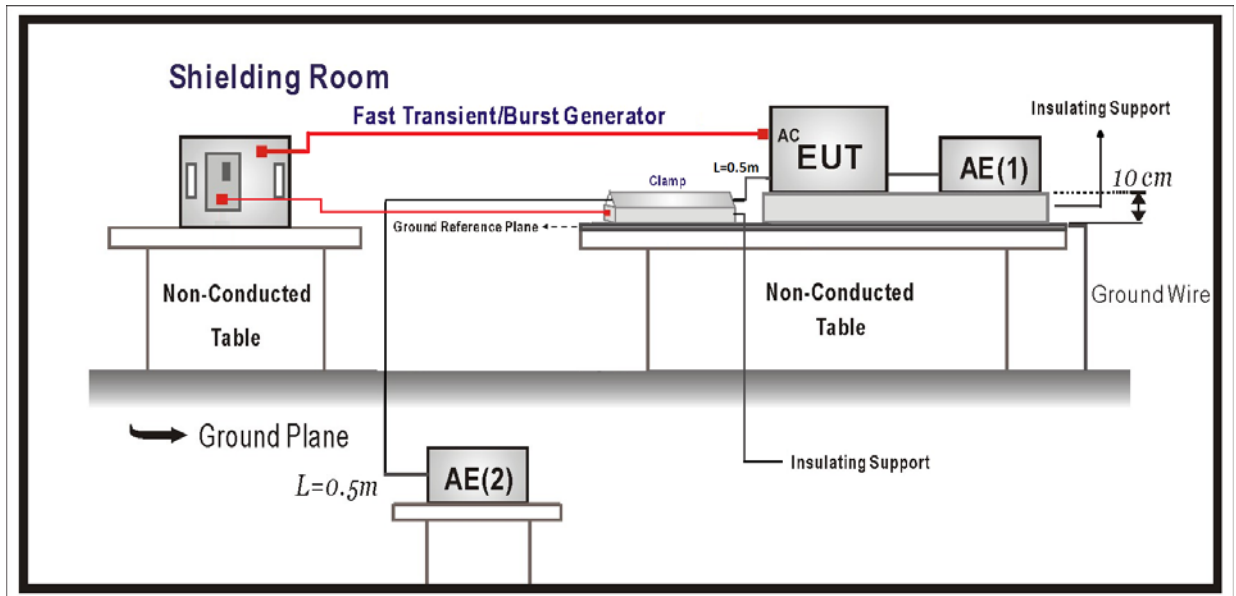 Shielding Room
Fast Transient/Burst Generator
Insulating Support
AC
EUT
L=0.5m
AE(1)
10 cm
Clamp
Ground Reference Plane
Non-Conducted
Table
Non-Conducted
Table
Ground Wire
Ground Plane
Insulating Support
L=0.5m
AE(2)